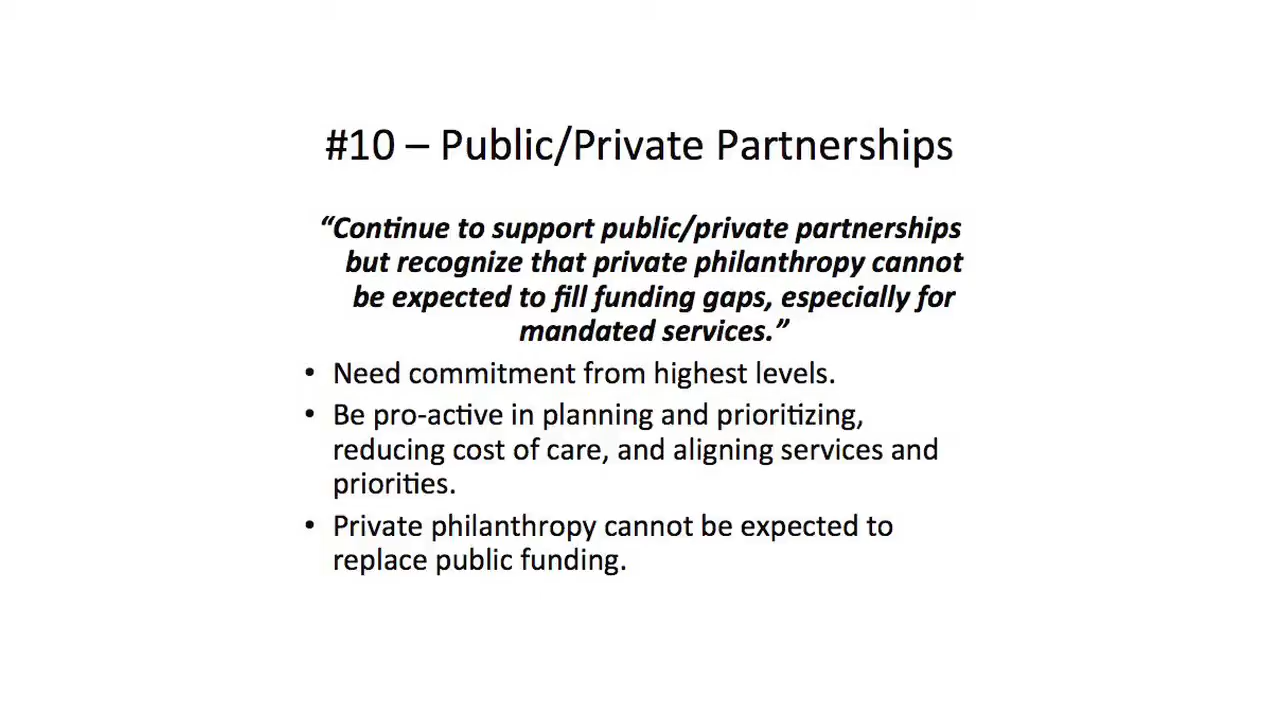 #10 – Public/Private Partnerships
“Continue to support public/private partnerships
but recognize that private philanthropy cannot
be expected to fill funding gaps, especially for
mandated services.”
• Need commitment from highest levels.
• Be pro-active in planning and prioritizing,
reducing cost of care, and aligning services and
priorities.
• Private philanthropy cannot be expected to
replace public funding.